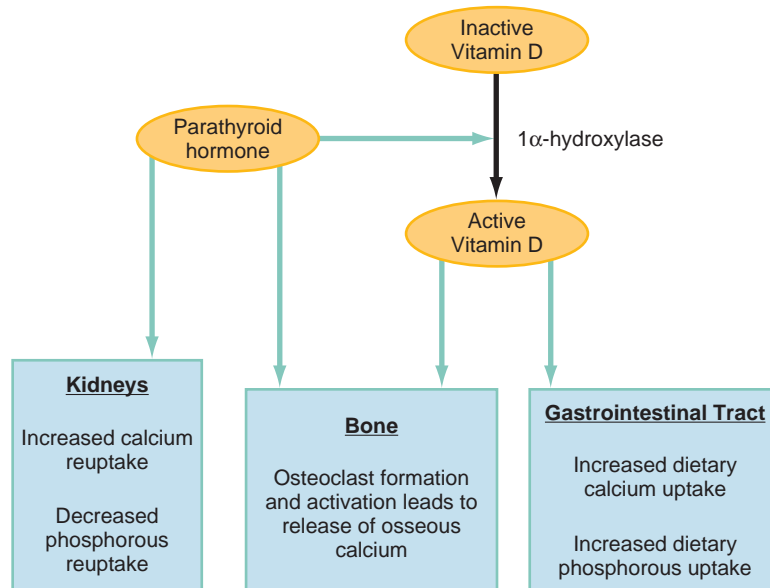 Inactive
Vitamin D
Parathyroid
hormone
1α-hydroxylase
Active
Vitamin D
Kidneys
Increased calcium
reuptake
Decreased
phosphorous
reuptake
Bone
Osteoclast formation
and activation leads to
release of osseous
calcium
Gastrointestinal Tract
Increased dietary
calcium uptake
Increased dietary
phosphorous uptake